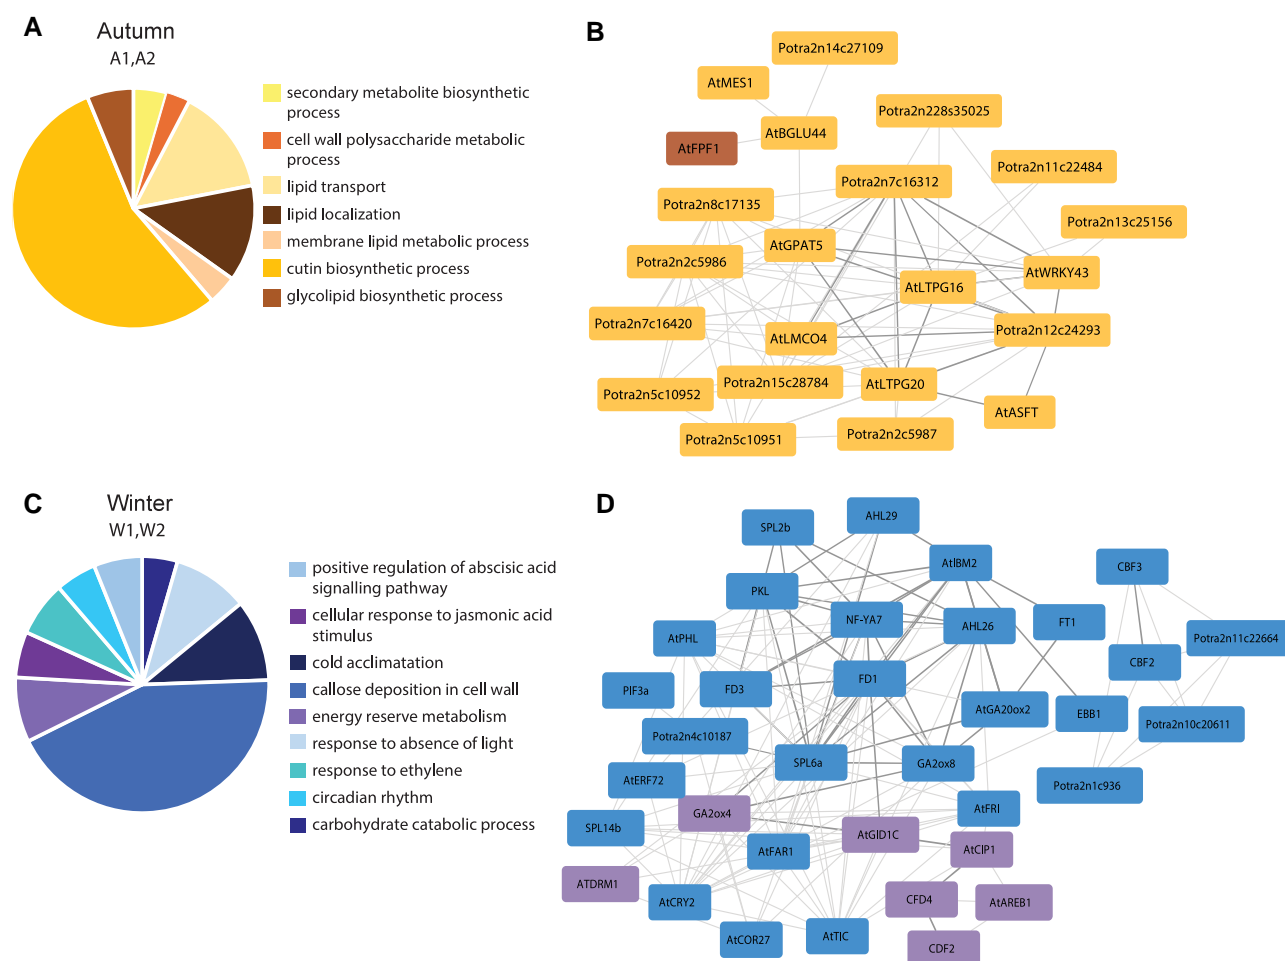 A
Autumn
A1,A2
secondary metabolite biosynthetic
process
cell wall polysaccharide metabolic
process
lipid transport
lipid localization
membrane lipid metabolic process
cutin biosynthetic process
glycolipid biosynthetic process
B
Potra2n14c27109
AtMES1
Potra2n228s35025
AtBGLU44
AtFPF1
Potra2n11c22484
Potra2n7c16312
Potra2n8c17135
Potra2n13c25156
AtGPAT5
Potra2n2c5986
AtWRKY43
AtLTPG16
Potra2n7c16420
Potra2n12c24293
AtLMCO4
Potra2n15c28784
AtLTPG20
Potra2n5c10952
AtASFT
Potra2n5c10951
Potra2n2c5987
C
Winter
W1,W2
positive regulation of abscisic acid
signalling pathway
cellular response to jasmonic acid
stimulus
cold acclimatation
callose deposition in cell wall
energy reserve metabolism
response to absence of light
response to ethylene
circadian rhythm
carbohydrate catabolic process
D
AHL29
SPL2b
AtIBM2
CBF3
PKL
NF-YA7
AHL26
FT1
AtPHL
Potra2n11c22664
CBF2
PIF3a
FD3
FD1
AtGA20ox2
EBB1
Potra2n10c20611
Potra2n4c10187
SPL6a
GA2ox8
AtERF72
Potra2n1c936
GA2ox4
AtFRI
SPL14b
AtGID1C
AtFAR1
AtCIP1
ATDRM1
AtCRY2
CFD4
AtAREB1
AtCOR27
AtTIC
CDF2